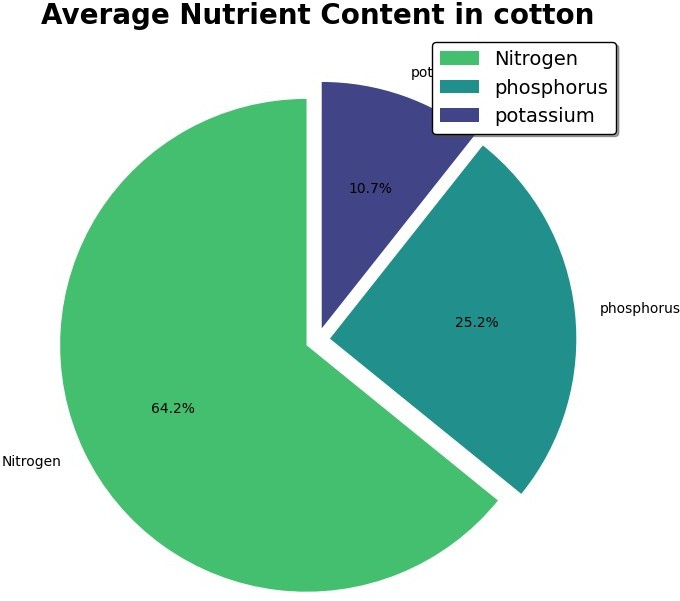 Average Nutrient Content in cotton
pot
Nitrogen
phosphorus
potassium
10.7%
phosphorus
25.2%
64.2%
Nitrogen